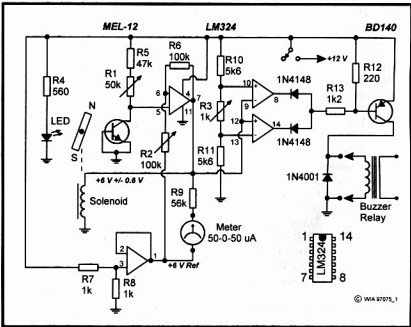 MEL-12 LM324 BD140
R4
560
R5
47k
R1
50k
R6
100k
R10
5k6
+12 V
R12
220
N
S
LED
6
5
4
7
11
R3
1k
10
9
8
1N4148
R13
1k2
R2
100k
12
13
14
1N4148
R11
5k6
+6 V +/- 0.6 V
Solenoid
R9
56k
1N4001
Buzzer
Relay
Meter
50-0-50 uA
2
3
1
+6 V Ref
R7
1k
R8
1k
1 14
LM324
7 8
© WIA 97075_1